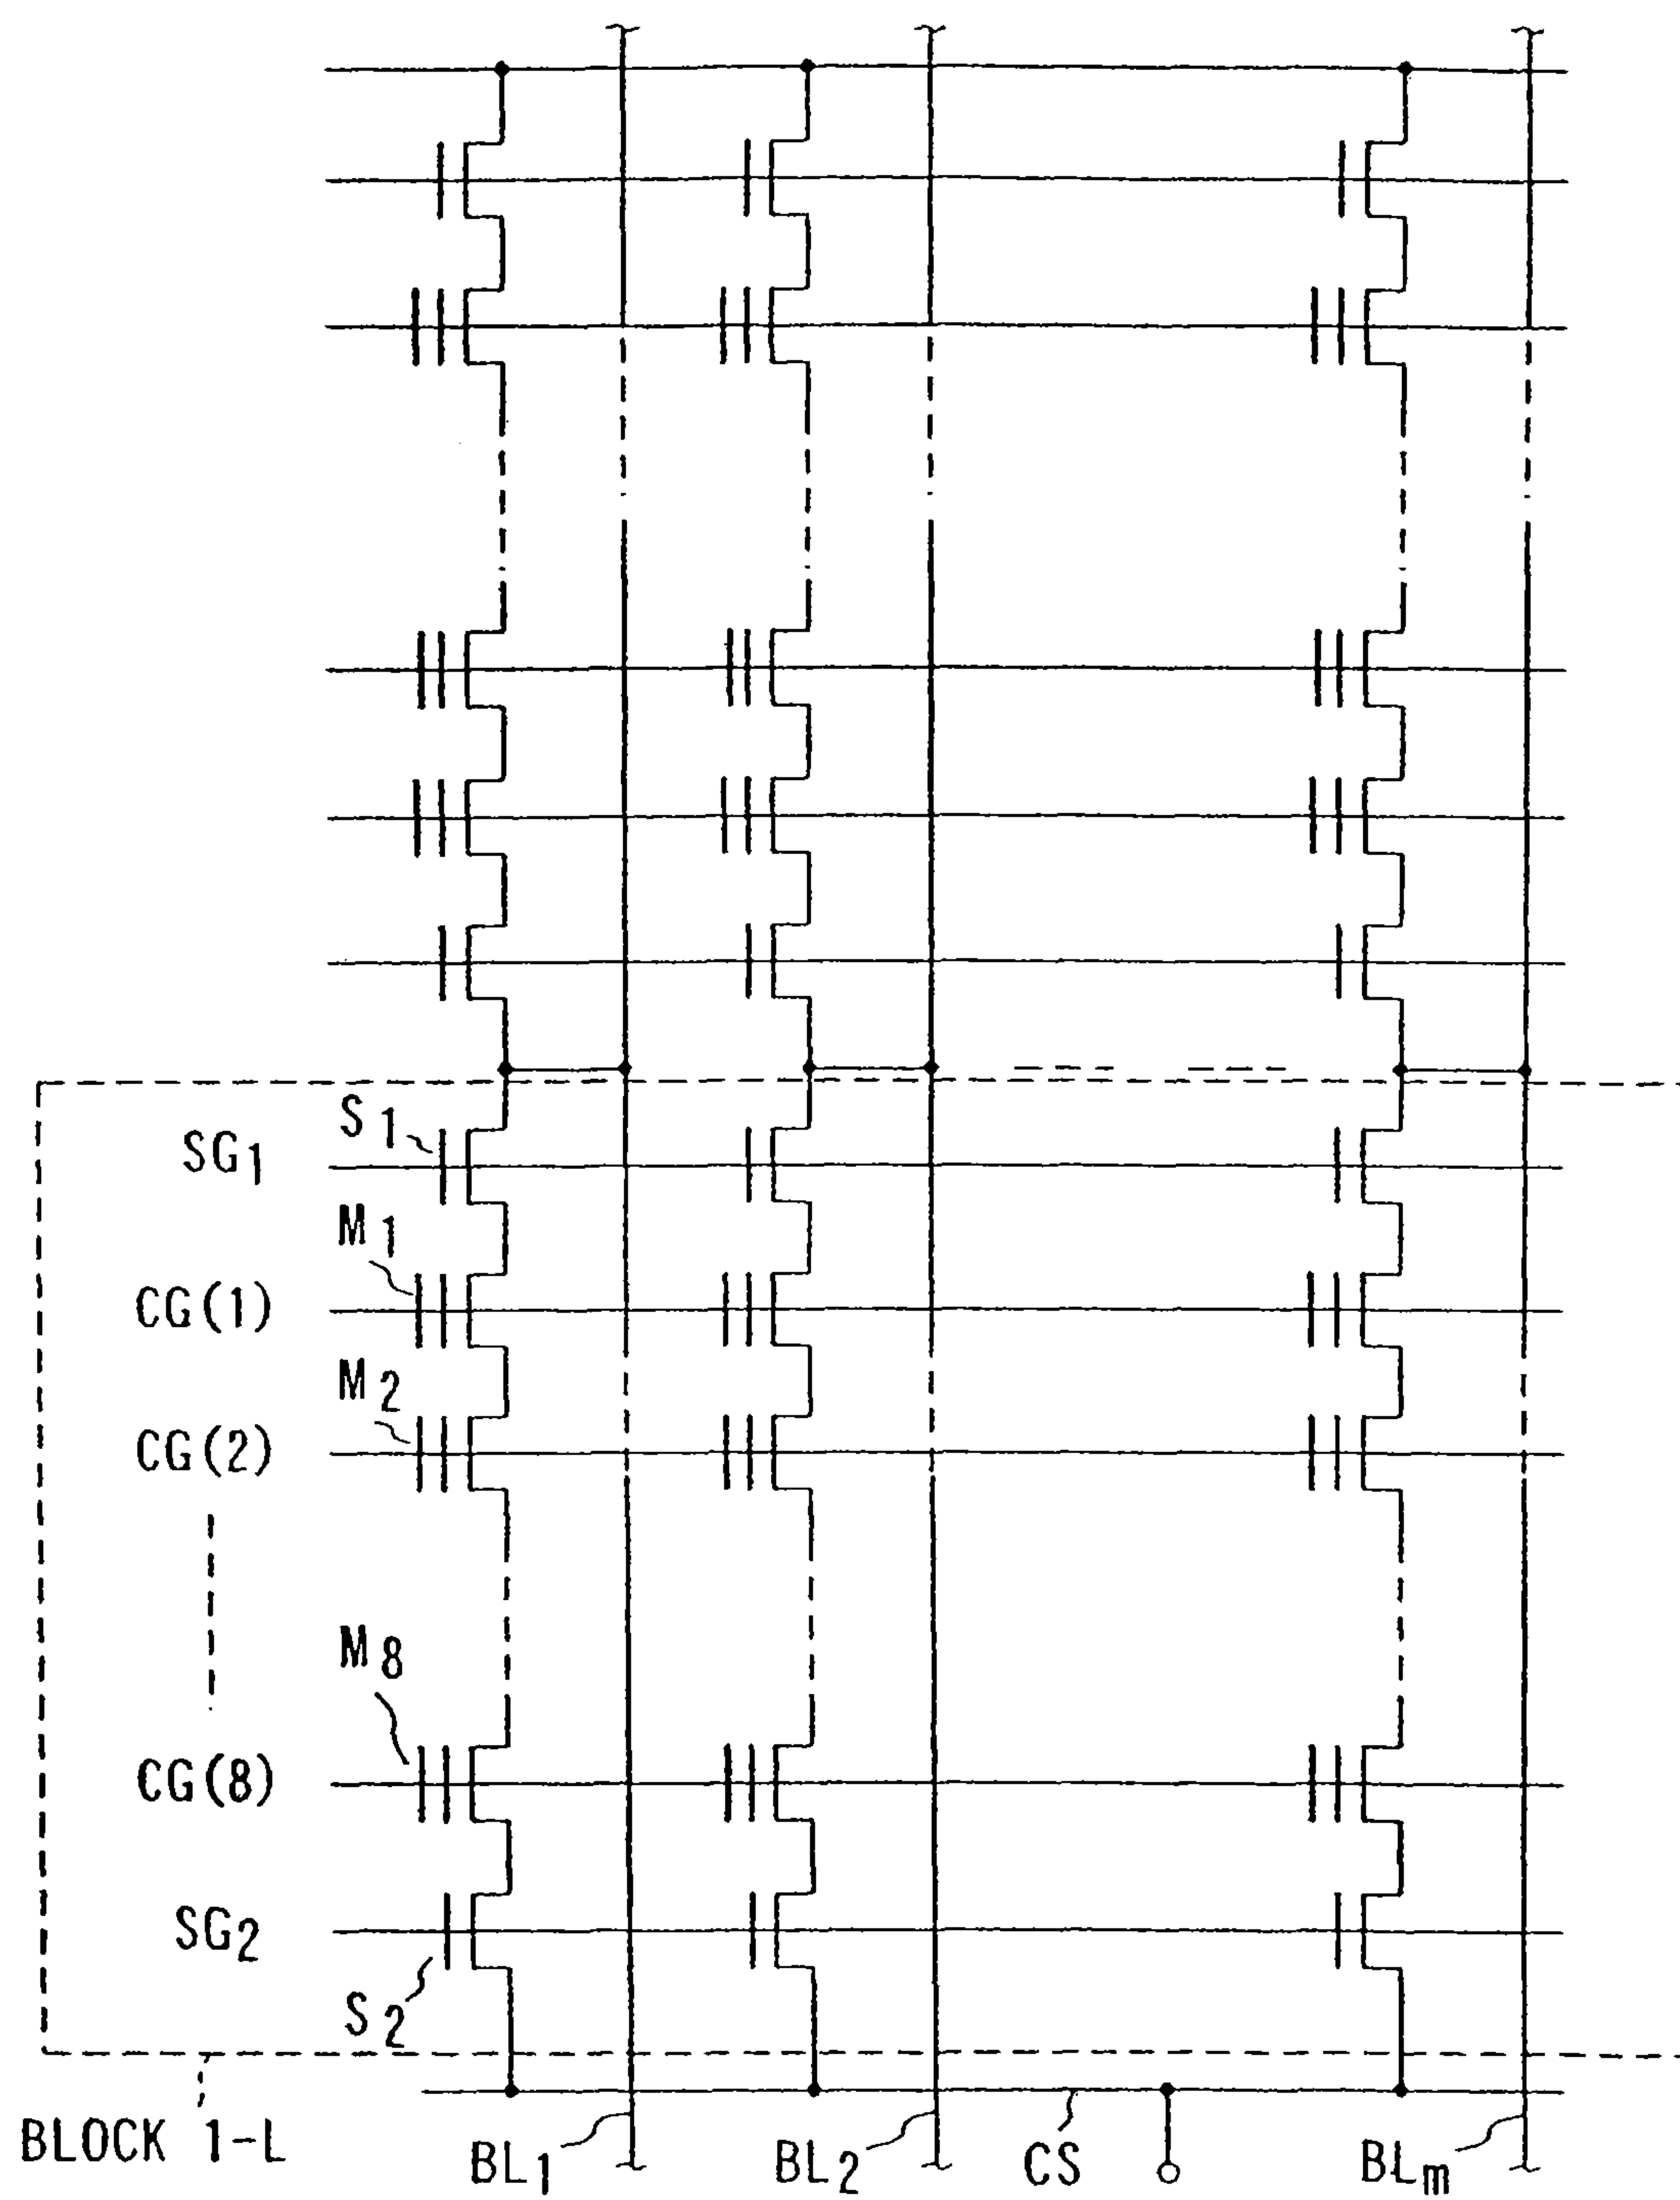 S1
SG1
M1
CG(1)
M2
CG(2)
M8
CG(8)
SG2
S2
BLOCK 1-L
BL1
BL2
CS
BLm